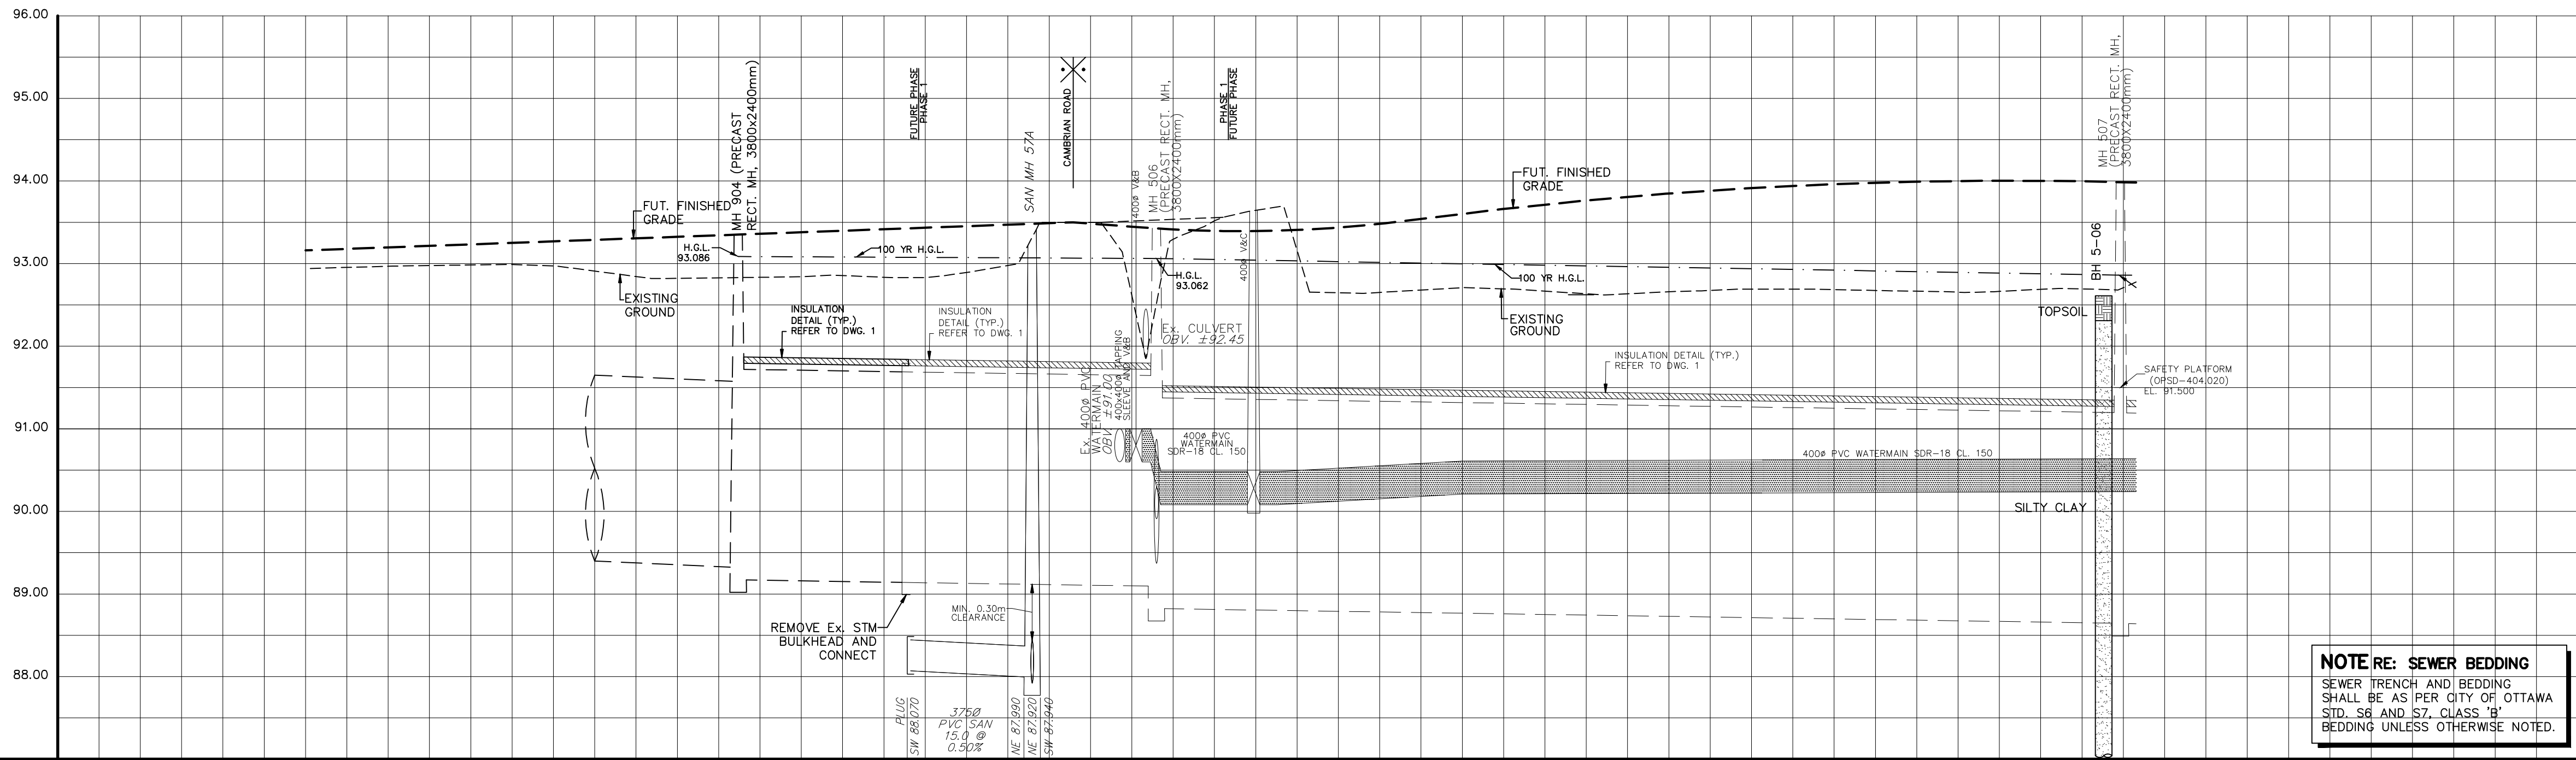 96.00
95.00
94.00
93.00
92.00
91.00
90.00
89.00
88.00
FUT. FINISHED
GRADE
MH 904 (PRECAST
RECT. MH, 3800x2400mm)
H.G.L.
93.086
100 YR H.G.L.
EXISTING
GROUND
INSULATION
DETAIL (TYP.)
REFER TO DWG. 1
FUTURE PHASE
PHASE 1
INSULATION
DETAIL (TYP.)
REFER TO DWG. 1
SAN MH 57A
CAMBRIAN ROAD
400ø V&B
MH 506
(PRECAST RECT. MH,
3800X2400mm)
PHASE 1
FUTURE PHASE
H.G.L.
93.062
400ø V&C
Ex. CULVERT
OBV. ±92.45
Ex. 400ø PVC
WATERMAIN
OBV. ±91.00
400x400ø TAPPING
SLEEVE AND V&B
400ø PVC
WATERMAIN
SDR-18 CL. 150
FUT. FINISHED
GRADE
100 YR H.G.L.
EXISTING
GROUND
INSULATION DETAIL (TYP.)
REFER TO DWG. 1
400ø PVC WATERMAIN SDR-18 CL. 150
MH 507
(PRECAST RECT. MH,
3800X2400mm)
BH 5-06
TOPSOIL
SILTY CLAY
SAFETY PLATFORM
(OPSD-404.020)
EL. 91.500
REMOVE Ex. STM
BULKHEAD AND
CONNECT
MIN. 0.30m
CLEARANCE
PLUG
SW 88.070
375Ø
PVC SAN
15.0 @
0.50%
NE 87.990
NE 87.920
SW 87.940
NOTE RE: SEWER BEDDING
SEWER TRENCH AND BEDDING
SHALL BE AS PER CITY OF OTTAWA
STD. S6 AND S7, CLASS 'B'
BEDDING UNLESS OTHERWISE NOTED.